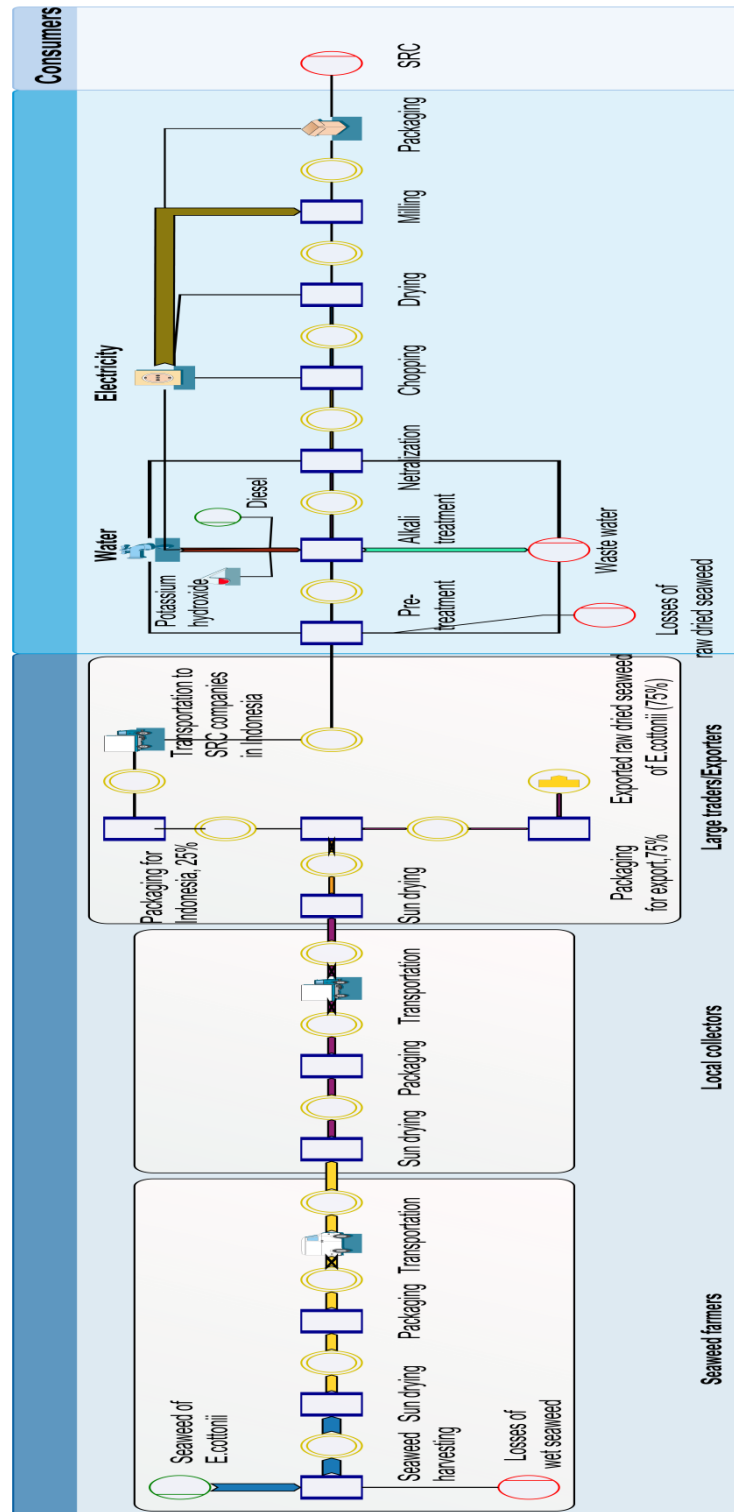 Consumers
Water
Electricity
Seaweed of
E.cottonii
Packaging for
Indonesia, 25%
Transportation to
SRC companies
in Indonesia
Potassium
hydroxide
Diesel
Seaweed
harvesting
Sun drying
Packaging
Transportation
Sun drying
Packaging
Transportation
Sun drying
Pre-
treatment
Alkali
treatment
Netralization
Chopping
Drying
Milling
Packaging
SRC
Losses of
wet seaweed
Packaging
for export,75%
Exported raw dried seaweed
of E.cottonii (75%)
Waste water
Losses of
raw dried seaweed
Seaweed farmers
Local collectors
Large traders/Exporters